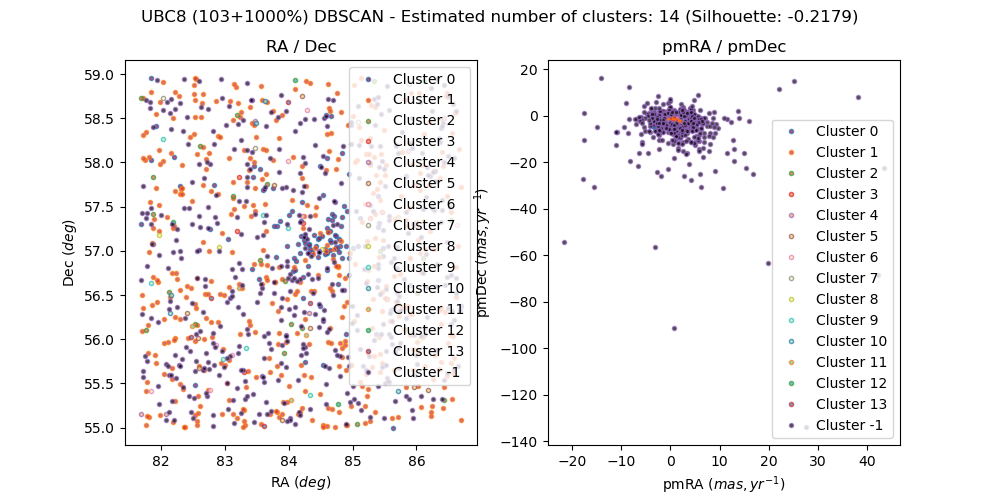 UBC8 (103+1000%) DBSCAN - Estimated number of clusters: 14 (Silhouette: -0.2179)
RA / Dec
59.0
58.5
58.0
57.5
57.0
56.5
56.0
55.5
55.0
Dec (deg)
82
83
84
85
86
RA (deg)
Cluster 0
Cluster 1
Cluster 2
Cluster 3
Cluster 4
Cluster 5
Cluster 6
Cluster 7
Cluster 8
Cluster 9
Cluster 10
Cluster 11
Cluster 12
Cluster 13
Cluster -1
pmRA / pmDec
20
0
−20
−40
−60
−80
−100
−120
−140
pmDec (mas, yr⁻¹)
−20
−10
0
10
20
30
40
pmRA (mas, yr⁻¹)
Cluster 0
Cluster 1
Cluster 2
Cluster 3
Cluster 4
Cluster 5
Cluster 6
Cluster 7
Cluster 8
Cluster 9
Cluster 10
Cluster 11
Cluster 12
Cluster 13
Cluster -1